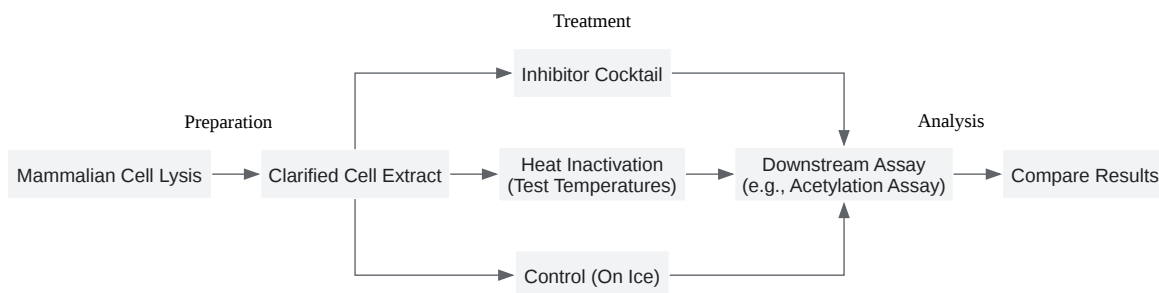 Treatment
Inhibitor Cocktail
Preparation
Analysis
Mammalian Cell Lysis
Clarified Cell Extract
Heat Inactivation
(Test Temperatures)
Downstream Assay
(e.g., Acetylation Assay)
Compare Results
Control (On Ice)